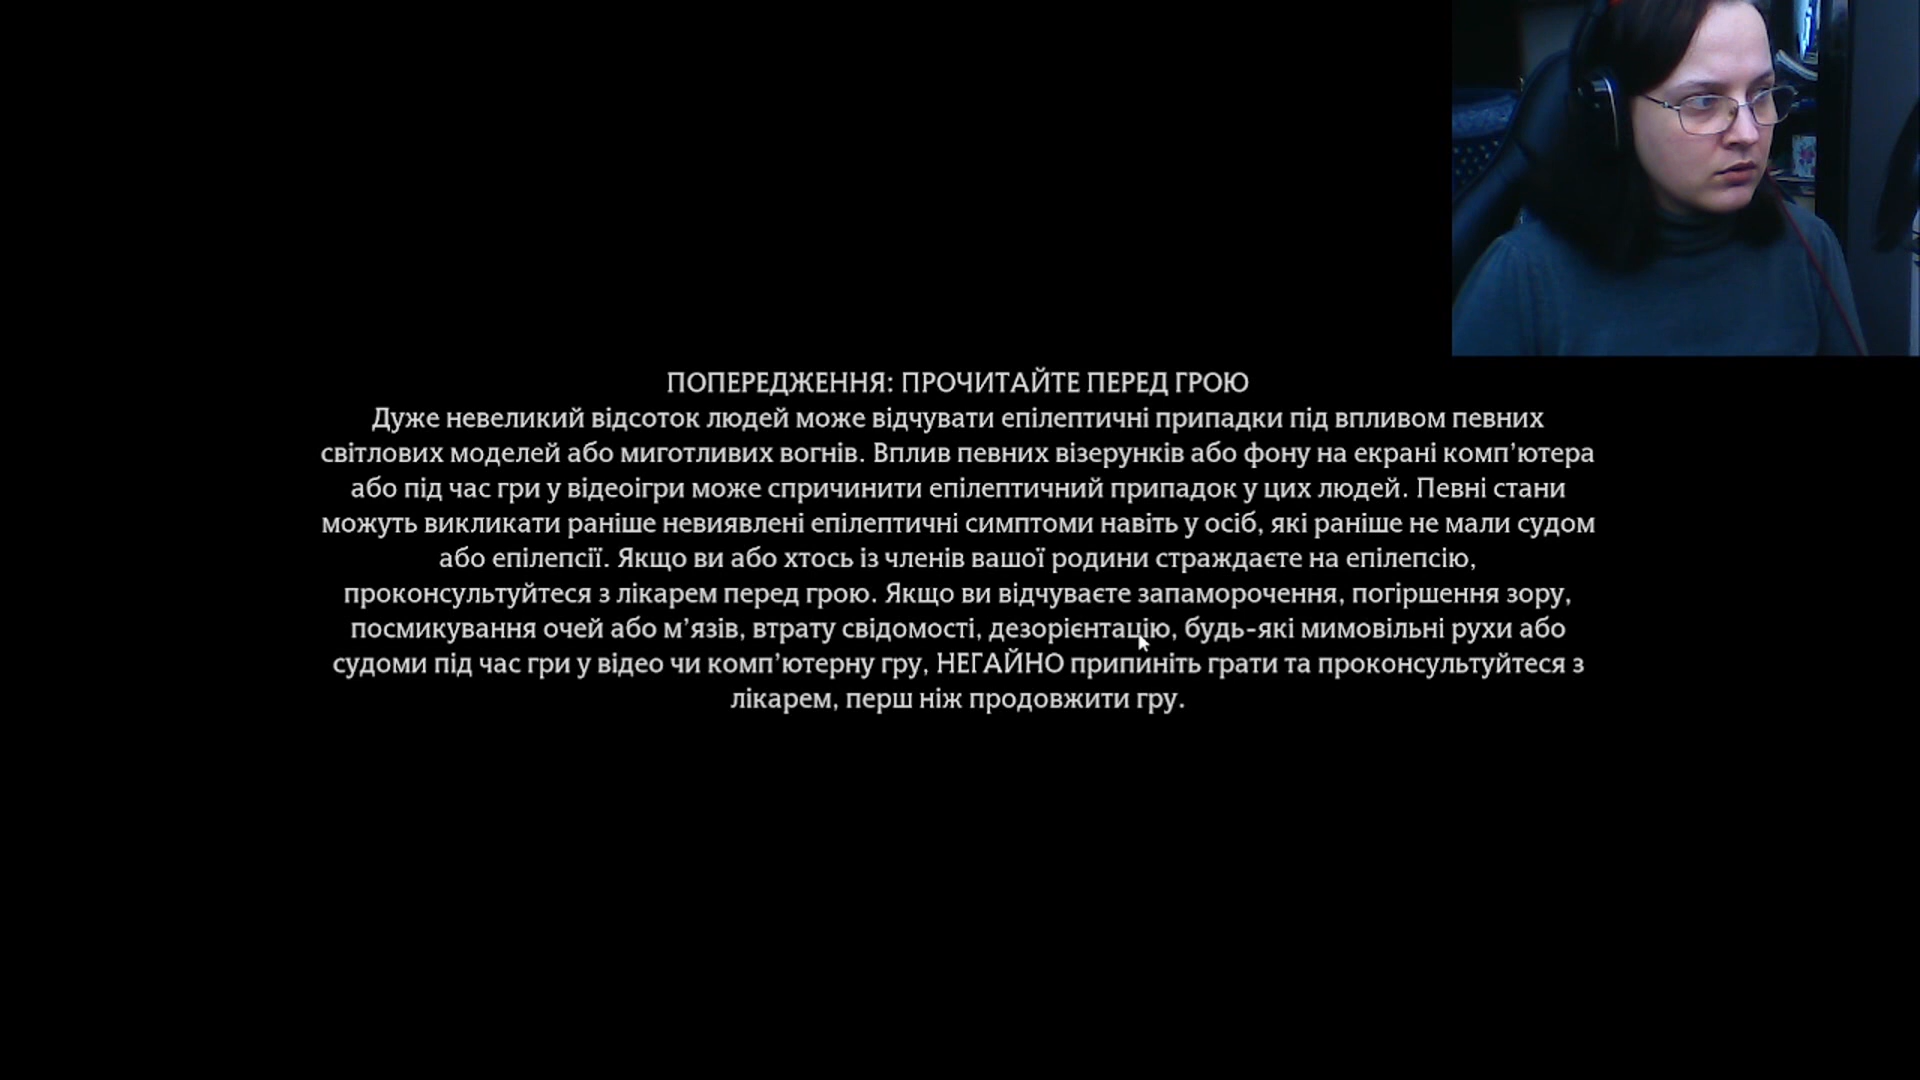 ПОПЕРЕДЖЕННЯ: ПРОЧИТАЙТЕ ПЕРЕД ГРОЮ
Дуже невеликий відсоток людей може відчувати епілептичні припадки під впливом певних
світлових моделей або миготливих вогнів. Вплив певних візерунків або фону на екрані комп’ютера
або під час гри у відеоігри може спричинити епілептичний припадок у цих людей. Певні стани
можуть викликати раніше невиявлені епілептичні симптоми навіть у осіб, які раніше не мали судом
або епілепсії. Якщо ви або хтось із членів вашої родини страждаєте на епілепсію,
проконсультуйтеся з лікарем перед грою. Якщо ви відчуваєте запаморочення, погіршення зору,
посмикування очей або м’язів, втрату свідомості, дезорієнтацію, будь-які мимовільні рухи або
судоми під час гри у відео чи комп’ютерну гру, НЕГАЙНО припиніть грати та проконсультуйтеся з
лікарем, перш ніж продовжити гру.